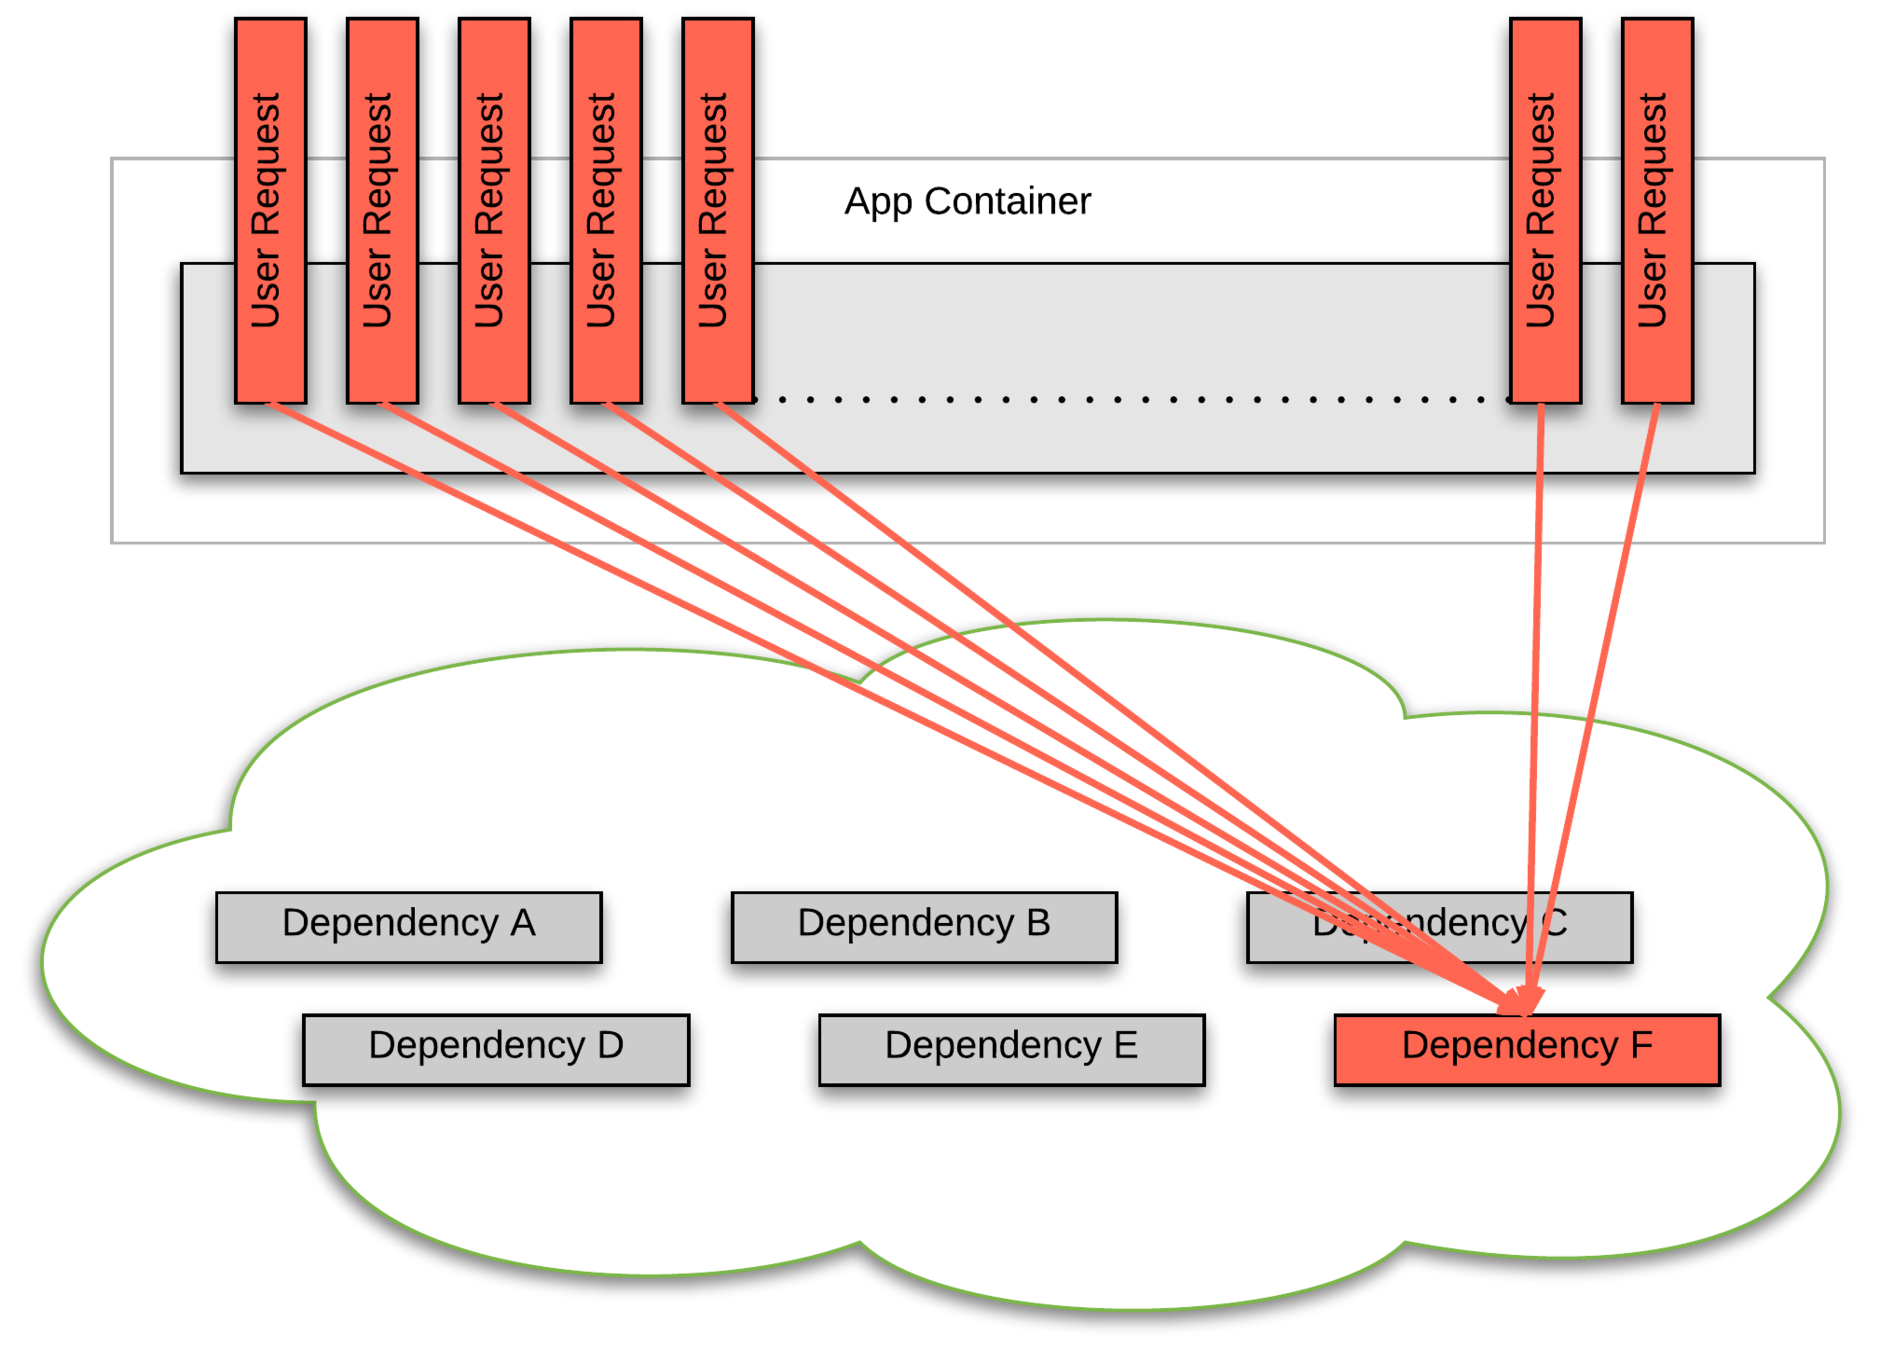 User Request
User Request
User Request
User Request
User Request
User Request
User Request
App Container
Dependency A
Dependency B
Dependency C
Dependency D
Dependency E
Dependency F